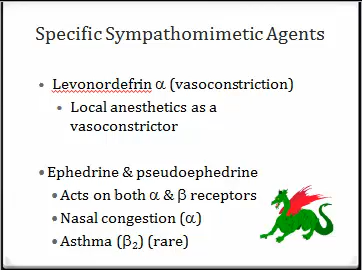 Specific Sympathomimetic Agents
• Levonordefrin α (vasoconstriction)
• Local anesthetics as a
vasoconstrictor
• Ephedrine & pseudoephedrine
• Acts on both α & β receptors
• Nasal congestion (α)
• Asthma (β₂) (rare)